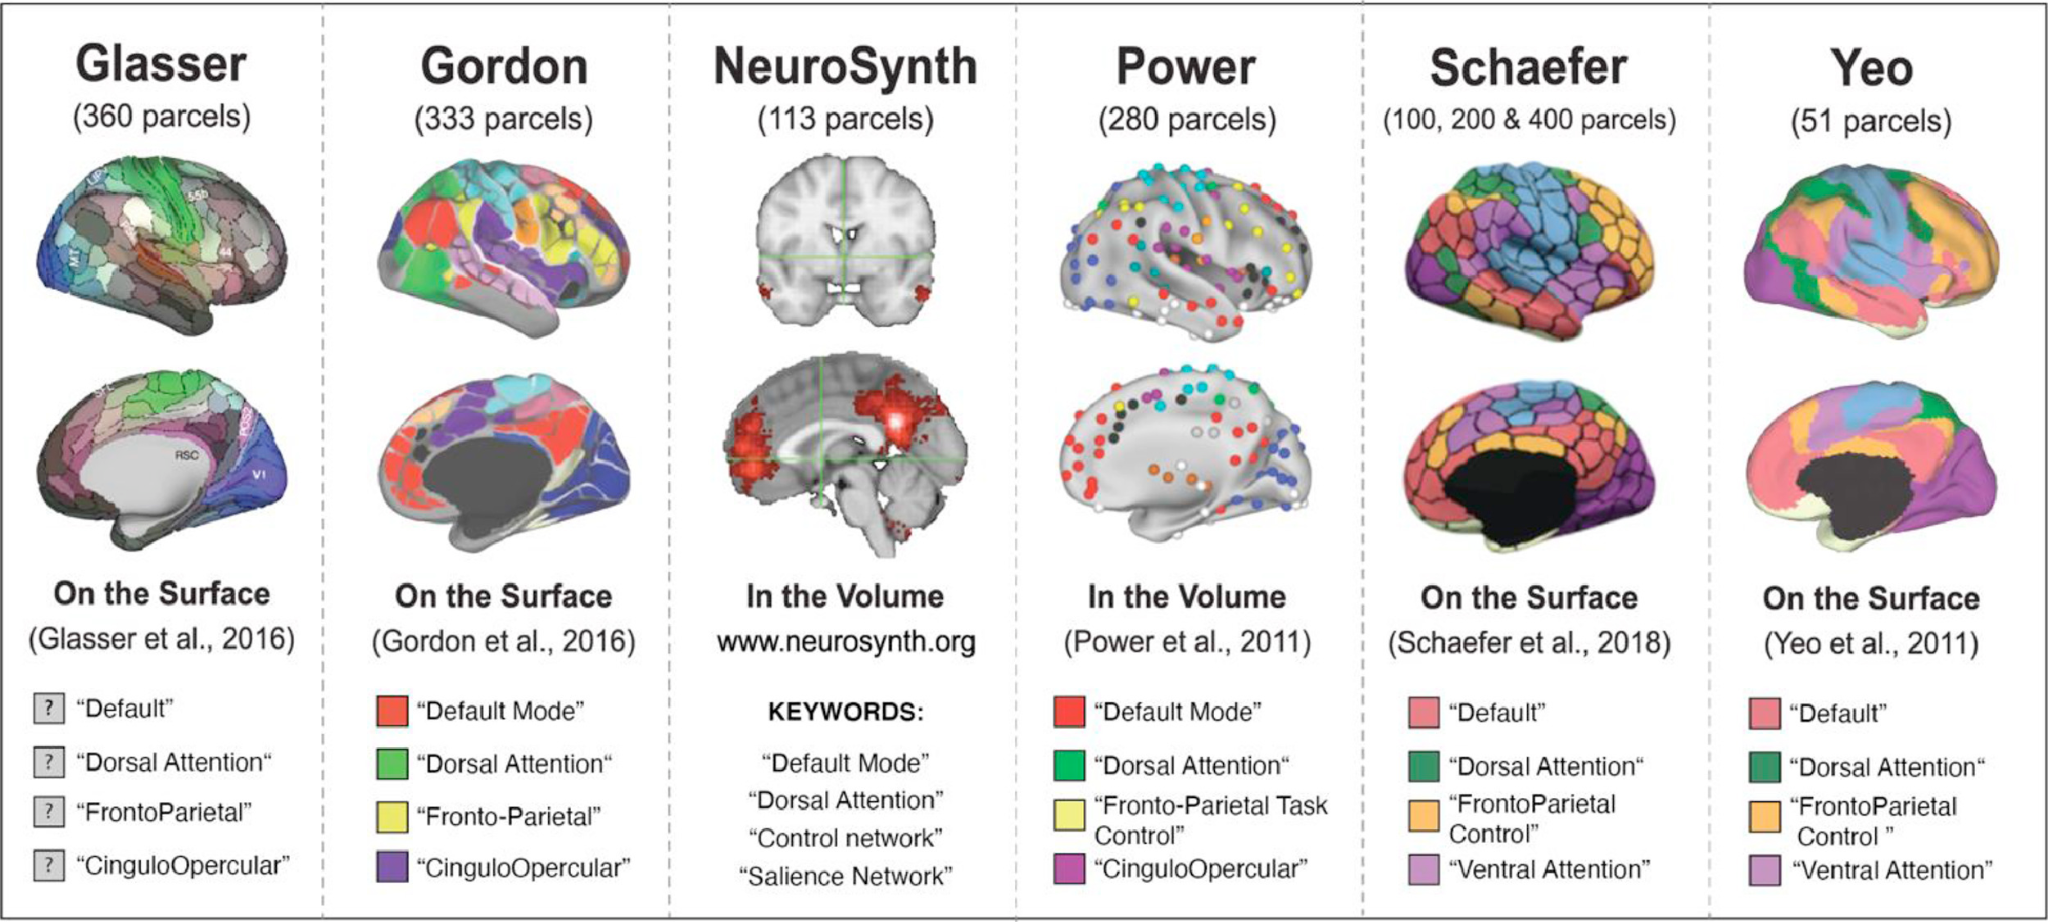 Glasser
(360 parcels)
55b
LIP
MT
44
RSC
V1
On the Surface
(Glasser et al., 2016)
? “Default”
? “Dorsal Attention“
? “FrontoParietal”
? “CinguloOpercular”
Gordon
(333 parcels)
On the Surface
(Gordon et al., 2016)
“Default Mode”
“Dorsal Attention“
“Fronto-Parietal”
“CinguloOpercular”
NeuroSynth
(113 parcels)
In the Volume
www.neurosynth.org
KEYWORDS:
“Default Mode”
“Dorsal Attention”
“Control network”
“Salience Network”
Power
(280 parcels)
In the Volume
(Power et al., 2011)
“Default Mode”
“Dorsal Attention“
“Fronto-Parietal Task
Control”
“CinguloOpercular”
Schaefer
(100, 200 & 400 parcels)
On the Surface
(Schaefer et al., 2018)
“Default”
“Dorsal Attention“
“FrontoParietal
Control”
“Ventral Attention”
Yeo
(51 parcels)
On the Surface
(Yeo et al., 2011)
“Default”
“Dorsal Attention“
“FrontoParietal
Control ”
“Ventral Attention”